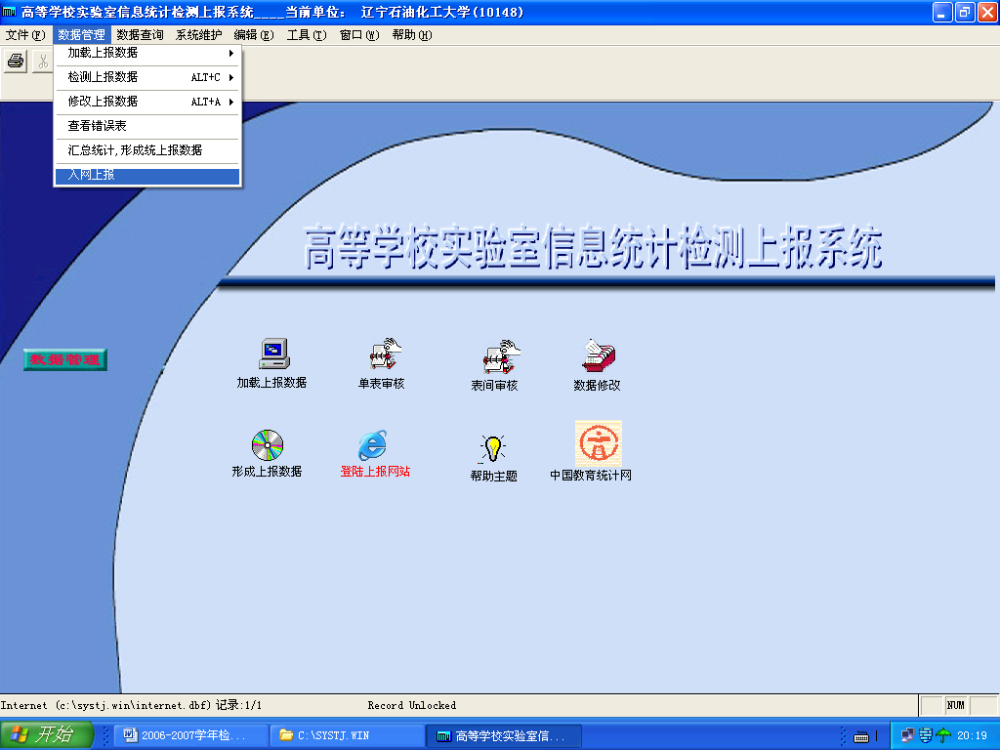 高等学校实验室信息统计检测上报系统____当前单位: 辽宁石油化工大学(10148)
文件(F) 数据管理 数据查询 系统维护 编辑(E) 工具(T) 窗口(W) 帮助(H)
加载上报数据
检测上报数据 ALT+C
修改上报数据 ALT+A
查看错误表
汇总统计,形成统上报数据
入网上报
高等学校实验室信息统计检测上报系统
数据管理
加载上报数据 单表审核 表间审核 数据修改
形成上报数据 登陆上报网站 帮助主题 中国教育统计网
Internet (c:\systj.win\internet.dbf) 记录:1/1 Record Unlocked NUM
开始 2006-2007学年检... C:\SYSTJ.WIN 高等学校实验室信... 20:19